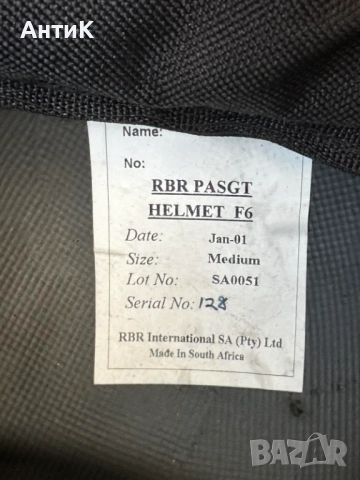 АнтиК
Name:
No:
RBR PASGT
HELMET F6
Date: Jan-01
Size: Medium
Lot No: SA0051
Serial No: 128
RBR International SA (Pty) Ltd
Made In South Africa
BAZAR